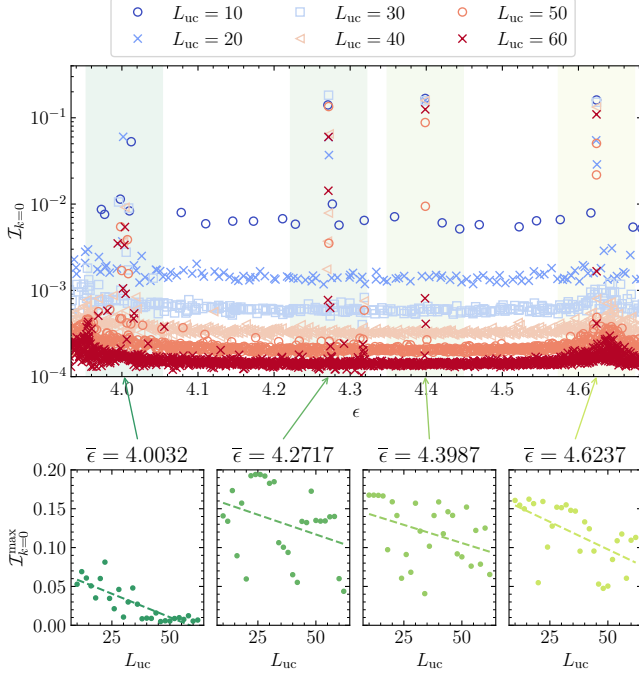 L_uc = 10 L_uc = 30 L_uc = 50
L_uc = 20 L_uc = 40 L_uc = 60
10⁻¹
10⁻²
10⁻³
10⁻⁴
𝓘_{k=0}
4.0 4.1 4.2 4.3 4.4 4.5 4.6
ϵ
ϵ̅ = 4.0032 ϵ̅ = 4.2717 ϵ̅ = 4.3987 ϵ̅ = 4.6237
0.20
0.15
0.10
0.05
0.00
𝓘^{max}_{k=0}
25 50 25 50 25 50 25 50
L_uc L_uc L_uc L_uc